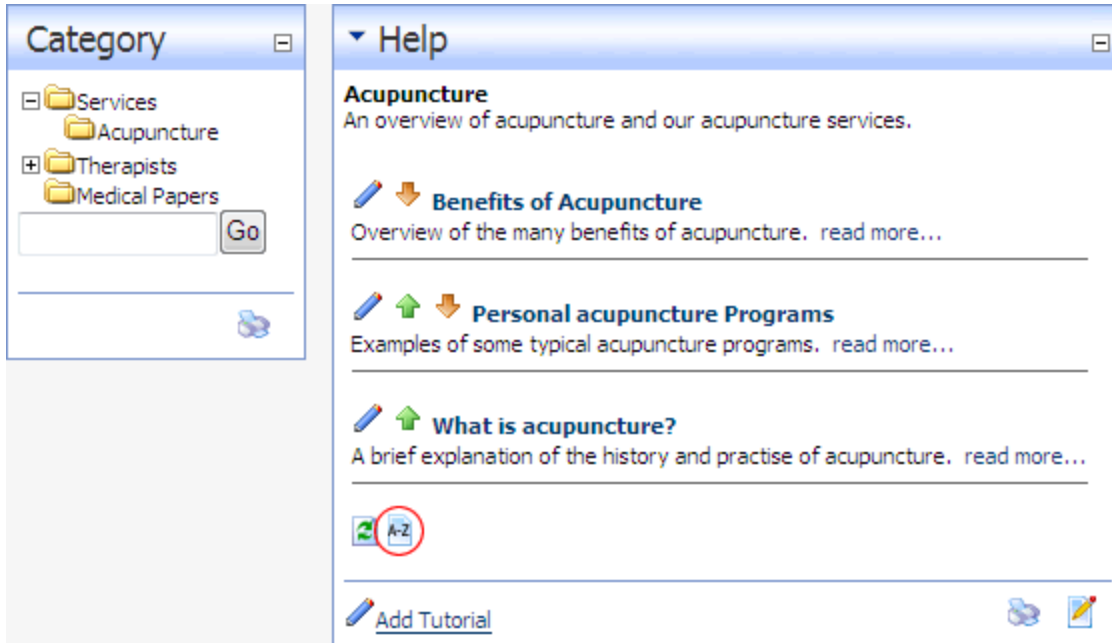 Category
Services
Acupuncture
Therapists
Medical Papers
Go
Help
Acupuncture
An overview of acupuncture and our acupuncture services.
Benefits of Acupuncture
Overview of the many benefits of acupuncture. read more...
Personal acupuncture Programs
Examples of some typical acupuncture programs. read more...
What is acupuncture?
A brief explanation of the history and practise of acupuncture. read more...
A-Z
Add Tutorial